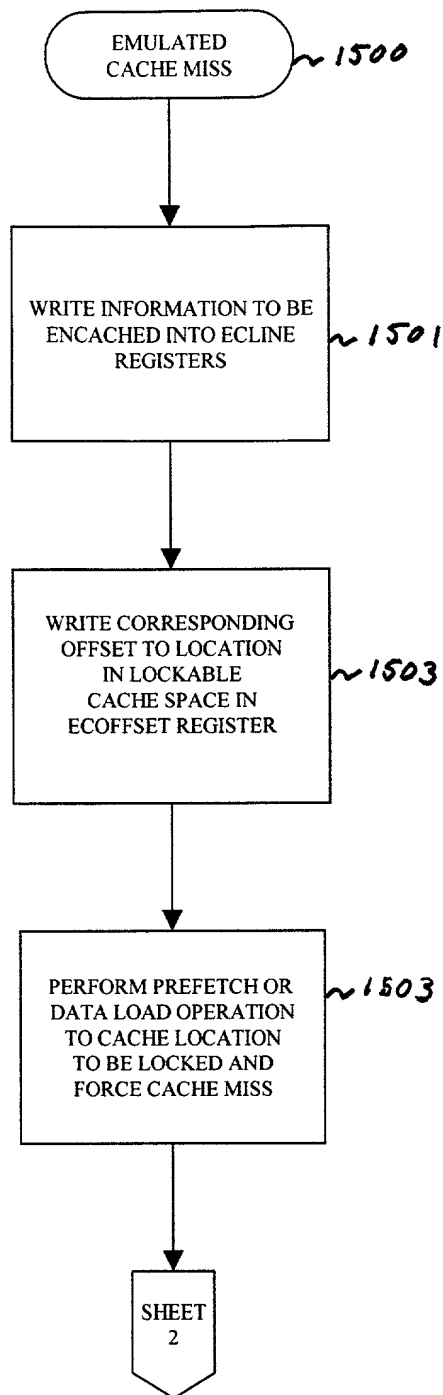 EMULATED
CACHE MISS
1500
WRITE INFORMATION TO BE
ENCACHED INTO ECLINE
REGISTERS
1501
WRITE CORRESPONDING
OFFSET TO LOCATION
IN LOCKABLE
CACHE SPACE IN
ECOFFSET REGISTER
1503
PERFORM PREFETCH OR
DATA LOAD OPERATION
TO CACHE LOCATION
TO BE LOCKED AND
FORCE CACHE MISS
1503
SHEET
2